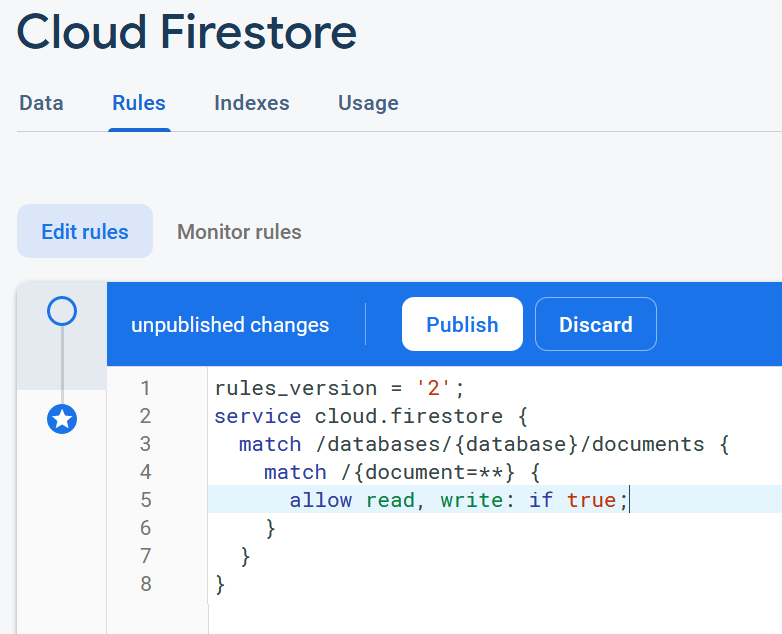 Cloud Firestore
Data Rules Indexes Usage
Edit rules Monitor rules
unpublished changes Publish Discard
1 rules_version = '2';
2 service cloud.firestore {
3   match /databases/{database}/documents {
4     match /{document=**} {
5       allow read, write: if true;
6     }
7   }
8 }